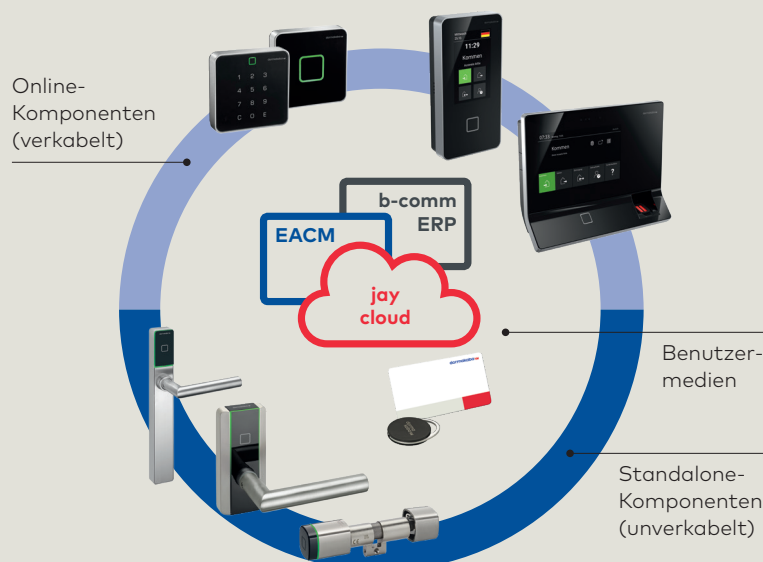 Online-
Komponenten
(verkabelt)
1 2 3
4 5 6
7 8 9
C 0 E
11:29
Kommen
Kommen
b-comm
ERP
EACM
jay
cloud
dormakaba
Benutzer-
medien
Standalone-
Komponenten
(unverkabelt)